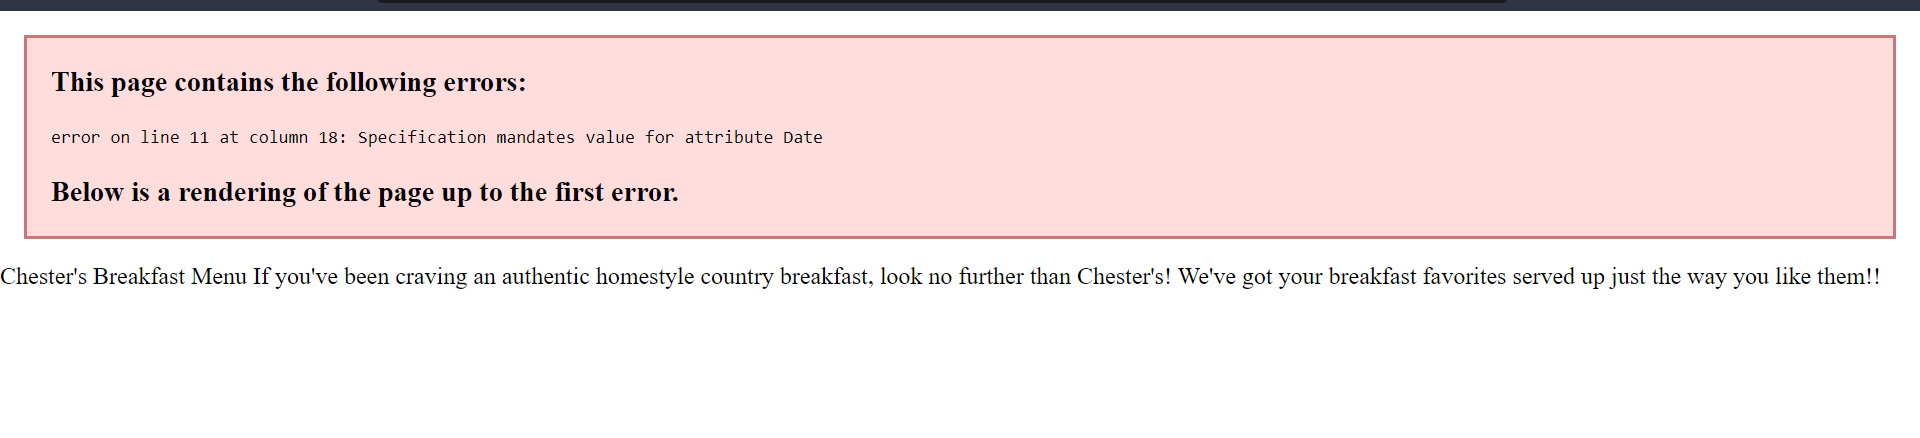 This page contains the following errors:
error on line 11 at column 18: Specification mandates value for attribute Date
Below is a rendering of the page up to the first error.
Chester's Breakfast Menu If you've been craving an authentic homestyle country breakfast, look no further than Chester's! We've got your breakfast favorites served up just the way you like them!!